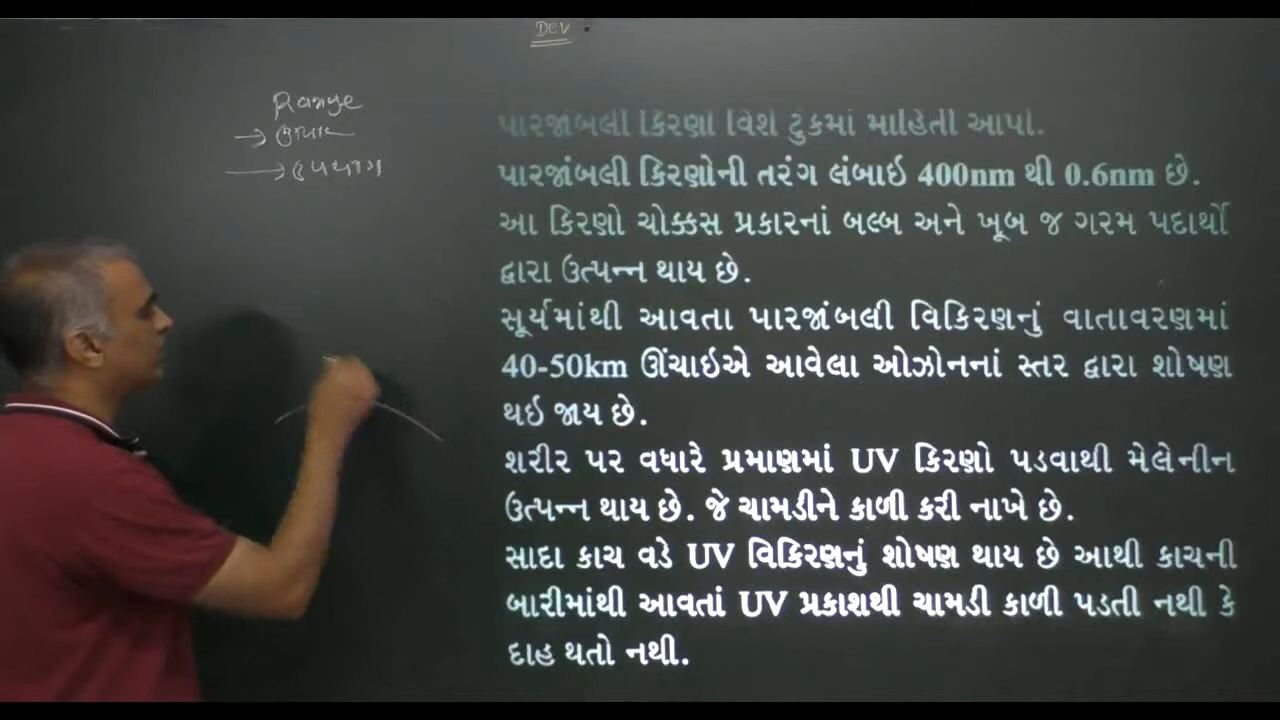 Dev
Range
ઉત્પાદ
ઉપયોગ
પારજાંબલી કિરણો વિશે ટુંકમાં માહિતી આપો.
પારજાંબલી કિરણોની તરંગ લંબાઇ 400nm થી 0.6nm છે.
આ કિરણો ચોક્કસ પ્રકારનાં બલ્બ અને ખૂબ જ ગરમ પદાર્થો
દ્વારા ઉત્પન્ન થાય છે.
સૂર્યમાંથી આવતા પારજાંબલી વિકિરણનું વાતાવરણમાં
40-50km ઊંચાઇએ આવેલા ઓઝોનનાં સ્તર દ્વારા શોષણ
થઇ જાય છે.
શરીર પર વધારે પ્રમાણમાં UV કિરણો પડવાથી મેલેનીન
ઉત્પન્ન થાય છે. જે ચામડીને કાળી કરી નાખે છે.
સાદા કાચ વડે UV વિકિરણનું શોષણ થાય છે આથી કાચની
બારીમાંથી આવતાં UV પ્રકાશથી ચામડી કાળી પડતી નથી કે
દાહ થતો નથી.